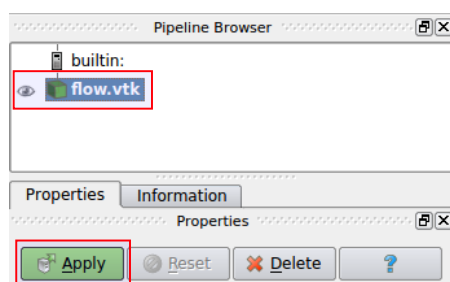 Pipeline Browser
builtin:
flow.vtk
Properties Information
Properties
Apply Reset Delete ?